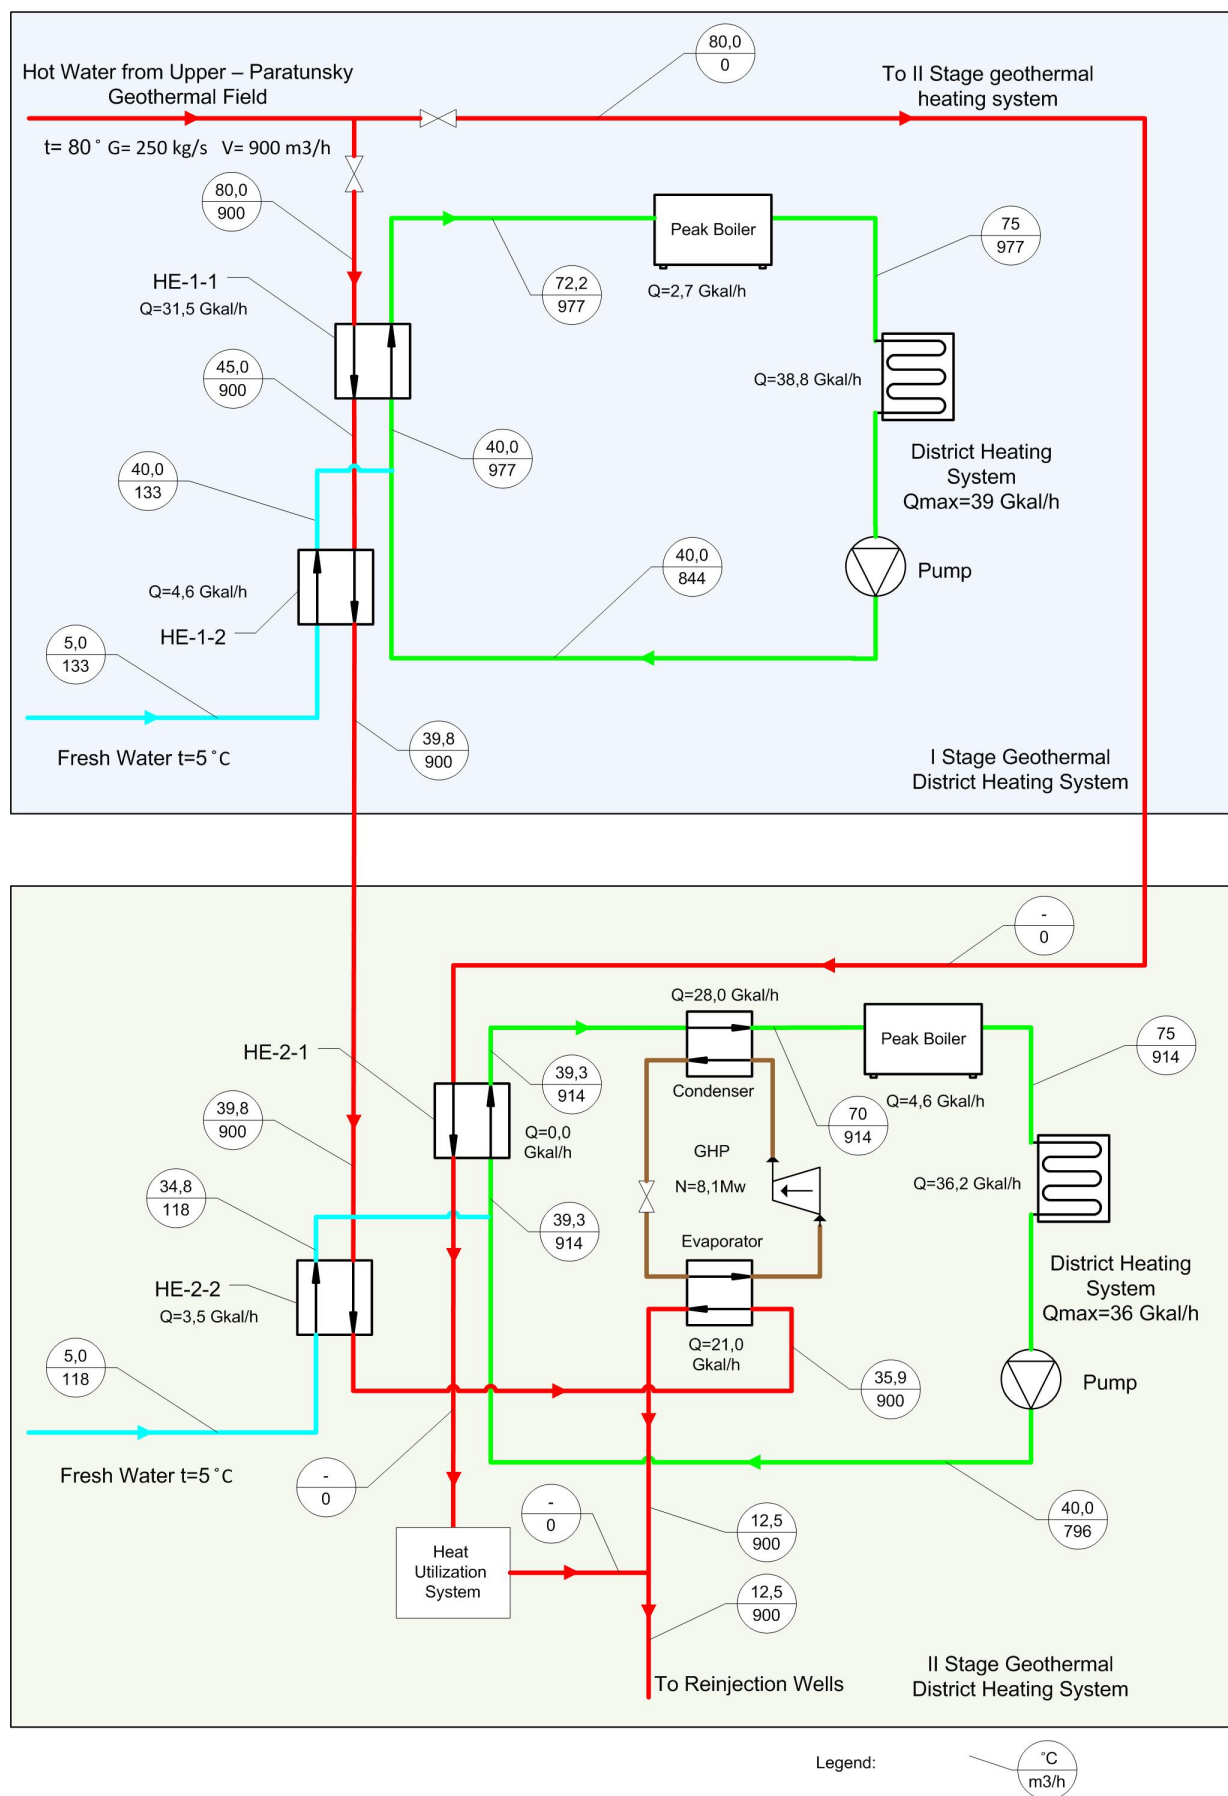 80,0
0
Hot Water from Upper – Paratunsky
Geothermal Field
To II Stage geothermal
heating system
t= 80˚ G= 250 kg/s V= 900 m3/h
80,0
900
Peak Boiler
75
977
HE-1-1
Q=31,5 Gkal/h
72,2
977
Q=2,7 Gkal/h
45,0
900
Q=38,8 Gkal/h
40,0
977
District Heating
System
Qmax=39 Gkal/h
40,0
133
40,0
844
Pump
Q=4,6 Gkal/h
HE-1-2
5,0
133
39,8
900
Fresh Water t=5˚C
I Stage Geothermal
District Heating System
-
0
Q=28,0 Gkal/h
Peak Boiler
75
914
HE-2-1
39,3
914
Condenser
Q=4,6 Gkal/h
39,8
900
Q=0,0
Gkal/h
70
914
GHP
N=8,1Mw
Q=36,2 Gkal/h
34,8
118
39,3
914
Evaporator
HE-2-2
Q=3,5 Gkal/h
District Heating
System
Qmax=36 Gkal/h
5,0
118
Q=21,0
Gkal/h
35,9
900
Pump
Fresh Water t=5˚C
-
0
-
0
12,5
900
40,0
796
Heat
Utilization
System
12,5
900
To Reinjection Wells
II Stage Geothermal
District Heating System
Legend:
˚C
m3/h